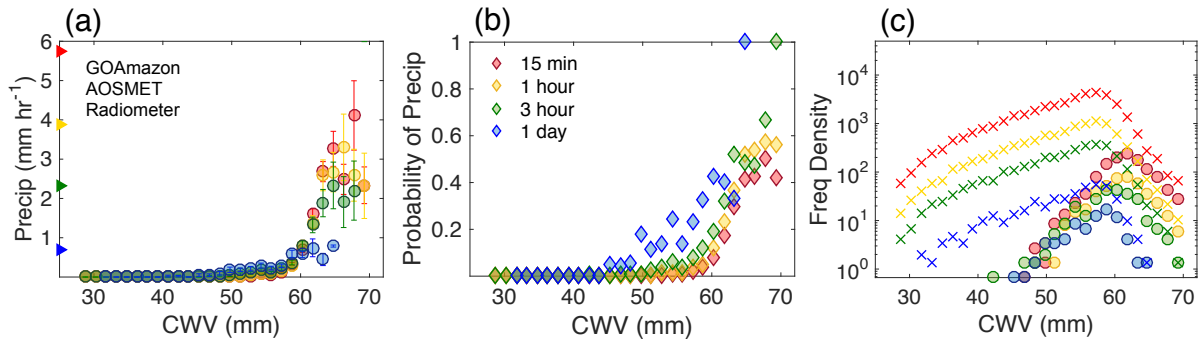 (a)
6
5
4
3
2
1
Precip (mm hr⁻¹)
GOAmazon
AOSMET
Radiometer
30 40 50 60 70
CWV (mm)
(b)
1
0.8
0.6
0.4
0.2
Probability of Precip
15 min
1 hour
3 hour
1 day
30 40 50 60 70
CWV (mm)
(c)
10⁴
10³
10²
10¹
10⁰
Freq Density
30 40 50 60 70
CWV (mm)